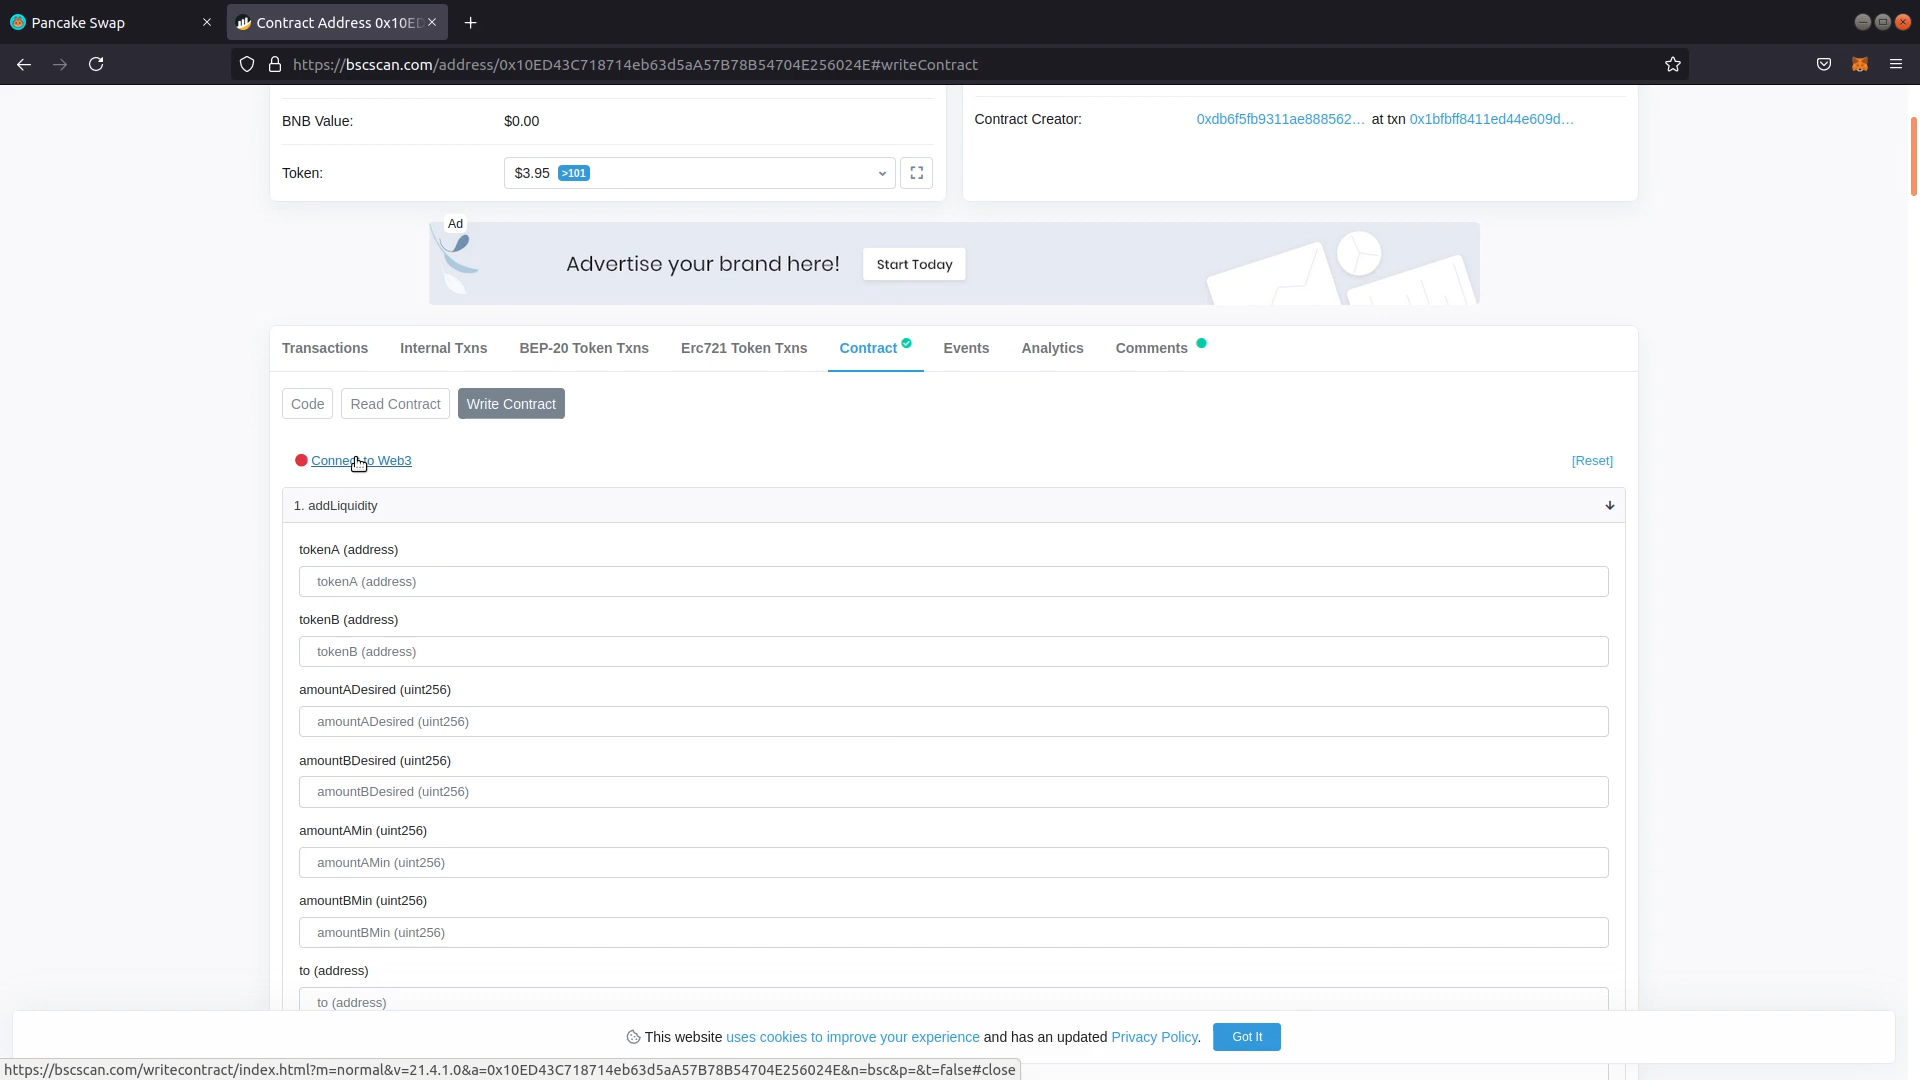 Pancake Swap
Contract Address 0x10ED
https://bscscan.com/address/0x10ED43C718714eb63d5aA57B78B54704E256024E#writeContract
BNB Value:
$0.00
Contract Creator:
0xdb6f5fb9311ae888562... at txn 0x1bfbff8411ed44e609d...
Token:
$3.95 >101
Ad
Advertise your brand here!
Start Today
Transactions
Internal Txns
BEP-20 Token Txns
Erc721 Token Txns
Contract
Events
Analytics
Comments
Code
Read Contract
Write Contract
Connect to Web3
[Reset]
1. addLiquidity
tokenA (address)
tokenA (address)
tokenB (address)
tokenB (address)
amountADesired (uint256)
amountADesired (uint256)
amountBDesired (uint256)
amountBDesired (uint256)
amountAMin (uint256)
amountAMin (uint256)
amountBMin (uint256)
amountBMin (uint256)
to (address)
to (address)
This website uses cookies to improve your experience and has an updated Privacy Policy.
Got It
https://bscscan.com/writecontract/index.html?m=normal&v=21.4.1.0&a=0x10ED43C718714eb63d5aA57B78B54704E256024E&n=bsc&p=&t=false#close